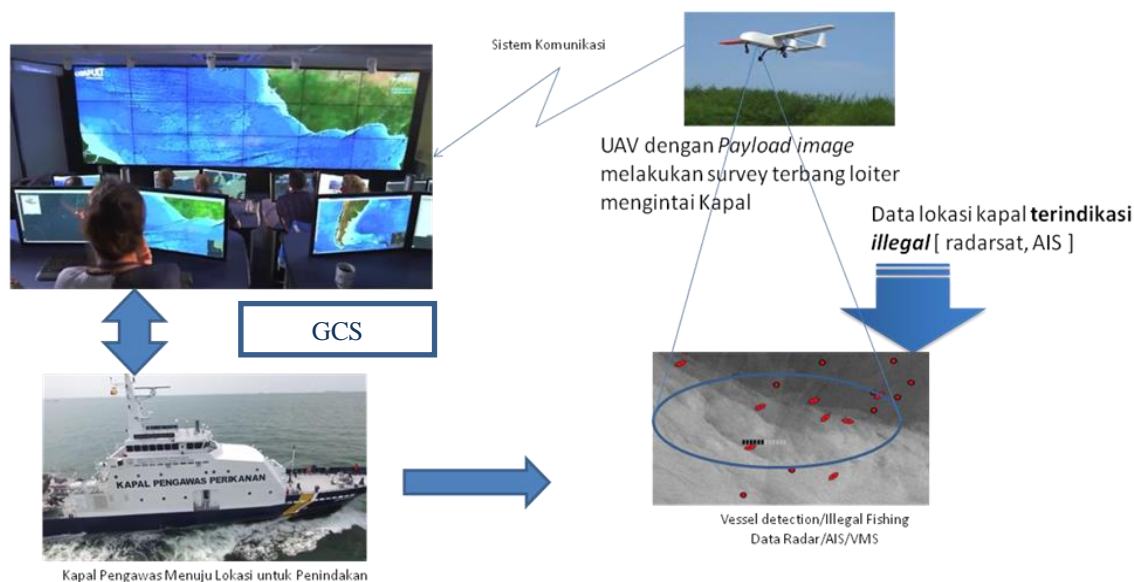 Sistem Komunikasi
UAV dengan Payload image
melakukan survey terbang loiter
mengintai Kapal
Data lokasi kapal terindikasi
illegal [ radarsat, AIS ]
GCS
KAPAL PENGAWAS PERIKANAN
Vessel detection/Illegal Fishing
Data Radar/AIS/VMS
Kapal Pengawas Menuju Lokasi untuk Penindakan